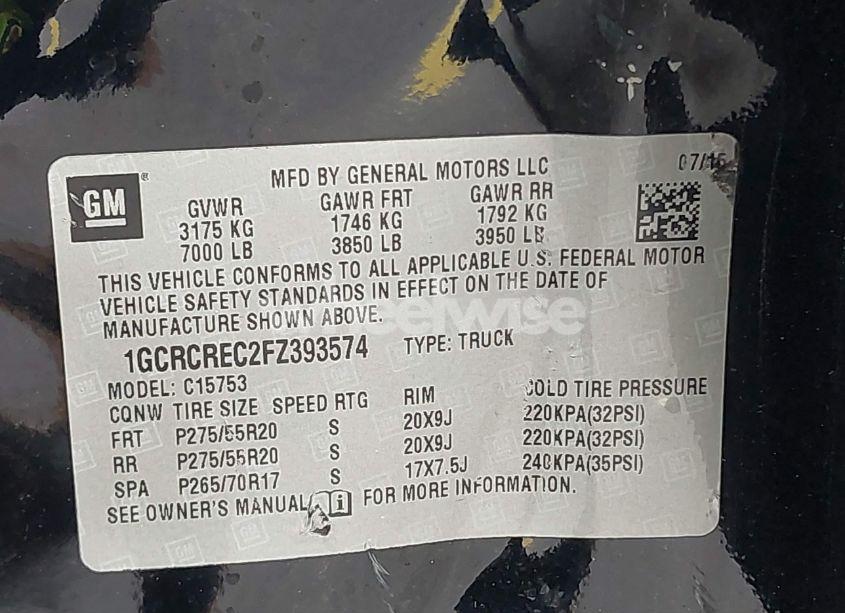 GM
®
MFD BY GENERAL MOTORS LLC
07/15
GVWR GAWR FRT GAWR RR
3175 KG 1746 KG 1792 KG
7000 LB 3850 LB 3950 LB
THIS VEHICLE CONFORMS TO ALL APPLICABLE U.S. FEDERAL MOTOR
VEHICLE SAFETY STANDARDS IN EFFECT ON THE DATE OF
MANUFACTURE SHOWN ABOVE.
1GCRCREC2FZ393574 TYPE: TRUCK
MODEL: C15753
CQNW TIRE SIZE SPEED RTG RIM COLD TIRE PRESSURE
FRT P275/55R20 S 20X9J 220KPA(32PSI)
RR P275/55R20 S 20X9J 220KPA(32PSI)
SPA P265/70R17 S 17X7.5J 240KPA(35PSI)
SEE OWNER'S MANUAL FOR MORE INFORMATION.